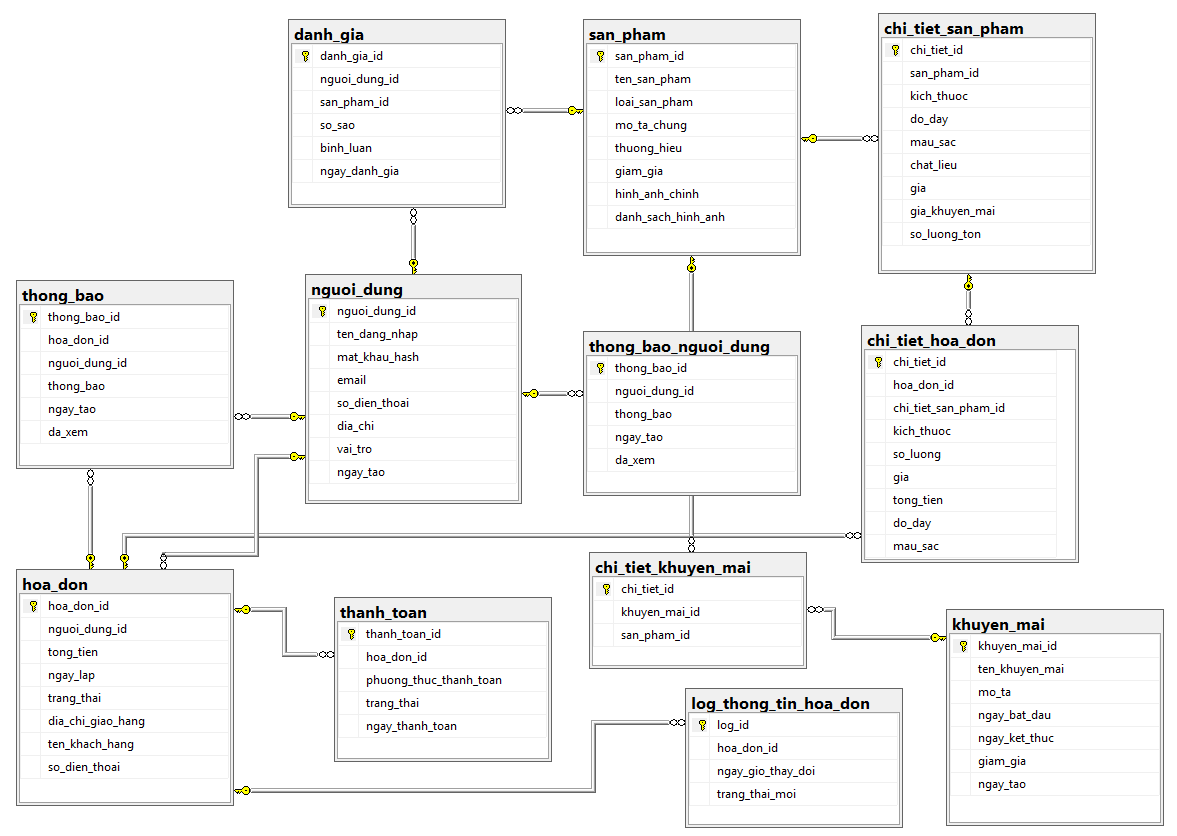 danh_gia
danh_gia_id
nguoi_dung_id
san_pham_id
so_sao
binh_luan
ngay_danh_gia
san_pham
san_pham_id
ten_san_pham
loai_san_pham
mo_ta_chung
thuong_hieu
giam_gia
hinh_anh_chinh
danh_sach_hinh_anh
chi_tiet_san_pham
chi_tiet_id
san_pham_id
kich_thuoc
do_day
mau_sac
chat_lieu
gia
gia_khuyen_mai
so_luong_ton
thong_bao
thong_bao_id
hoa_don_id
nguoi_dung_id
thong_bao
ngay_tao
da_xem
nguoi_dung
nguoi_dung_id
ten_dang_nhap
mat_khau_hash
email
so_dien_thoai
dia_chi
vai_tro
ngay_tao
thong_bao_nguoi_dung
thong_bao_id
nguoi_dung_id
thong_bao
ngay_tao
da_xem
chi_tiet_hoa_don
chi_tiet_id
hoa_don_id
chi_tiet_san_pham_id
kich_thuoc
so_luong
gia
tong_tien
do_day
mau_sac
hoa_don
hoa_don_id
nguoi_dung_id
tong_tien
ngay_lap
trang_thai
dia_chi_giao_hang
ten_khach_hang
so_dien_thoai
thanh_toan
thanh_toan_id
hoa_don_id
phuong_thuc_thanh_toan
trang_thai
ngay_thanh_toan
chi_tiet_khuyen_mai
chi_tiet_id
khuyen_mai_id
san_pham_id
log_thong_tin_hoa_don
log_id
hoa_don_id
ngay_gio_thay_doi
trang_thai_moi
khuyen_mai
khuyen_mai_id
ten_khuyen_mai
mo_ta
ngay_bat_dau
ngay_ket_thuc
giam_gia
ngay_tao